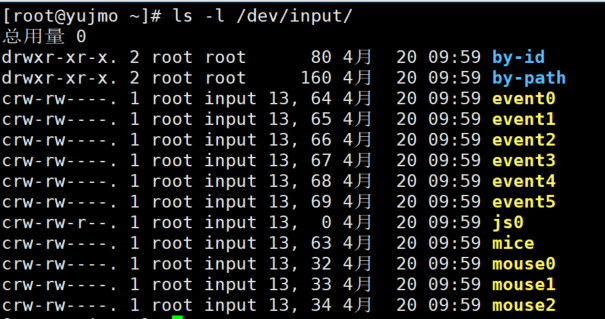 [root@yujmo ~]# ls -l /dev/input/
总用量 0
drwxr-xr-x. 2 root root 80 4月 20 09:59 by-id
drwxr-xr-x. 2 root root 160 4月 20 09:59 by-path
crw-rw----. 1 root input 13, 64 4月 20 09:59 event0
crw-rw----. 1 root input 13, 65 4月 20 09:59 event1
crw-rw----. 1 root input 13, 66 4月 20 09:59 event2
crw-rw----. 1 root input 13, 67 4月 20 09:59 event3
crw-rw----. 1 root input 13, 68 4月 20 09:59 event4
crw-rw----. 1 root input 13, 69 4月 20 09:59 event5
crw-rw-r--. 1 root input 13, 0 4月 20 09:59 js0
crw-rw----. 1 root input 13, 63 4月 20 09:59 mice
crw-rw----. 1 root input 13, 32 4月 20 09:59 mouse0
crw-rw----. 1 root input 13, 33 4月 20 09:59 mouse1
crw-rw----. 1 root input 13, 34 4月 20 09:59 mouse2